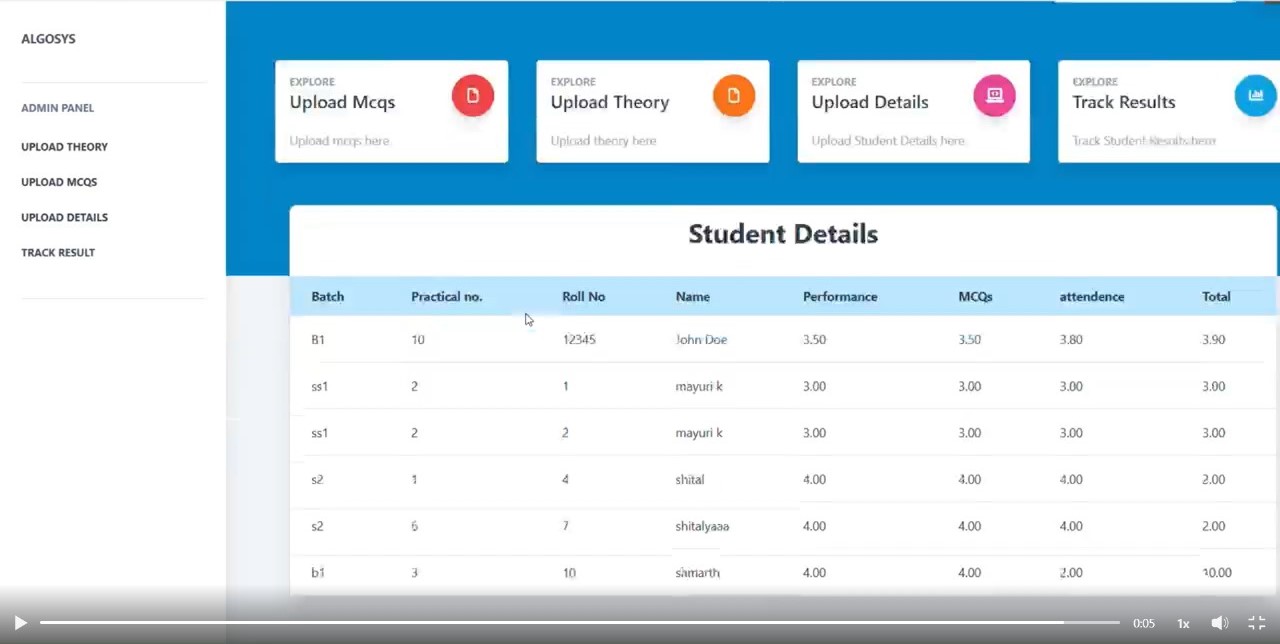 ALGOSYS
ADMIN PANEL
UPLOAD THEORY
UPLOAD MCQS
UPLOAD DETAILS
TRACK RESULT
EXPLORE
Upload Mcqs
Upload mcqs here
EXPLORE
Upload Theory
Upload theory here
EXPLORE
Upload Details
Upload Student Details here
EXPLORE
Track Results
Track Student Results here
Student Details
Batch Practical no. Roll No Name Performance MCQs attendence Total
B1 10 12345 John Doe 3.50 3.50 3.80 3.90
ss1 2 1 mayuri k 3.00 3.00 3.00 3.00
ss1 2 2 mayuri k 3.00 3.00 3.00 3.00
s2 1 4 shital 4.00 4.00 4.00 2.00
s2 6 7 shitalyaaa 4.00 4.00 4.00 2.00
b1 3 10 samarth 4.00 4.00 2.00 10.00
0:05 1x